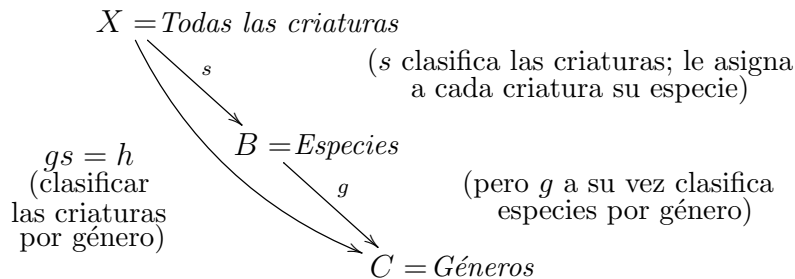 X = Todas las criaturas
(s clasifica las criaturas; le asigna
a cada criatura su especie)
s
B = Especies
gs = h
(clasificar
las criaturas
por género)
g
(pero g a su vez clasifica
especies por género)
C = Géneros